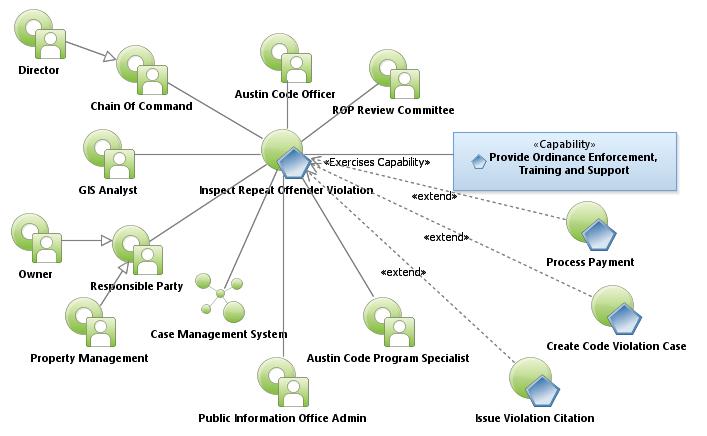 Director
Chain Of Command
Austin Code Officer
ROP Review Committee
GIS Analyst
Inspect Repeat Offender Violation
«Exercises Capability»
«Capability»
Provide Ordinance Enforcement,
Training and Support
«extend»
Process Payment
«extend»
«extend»
Owner
Responsible Party
Case Management System
Property Management
Austin Code Program Specialist
Create Code Violation Case
Public Information Office Admin
Issue Violation Citation